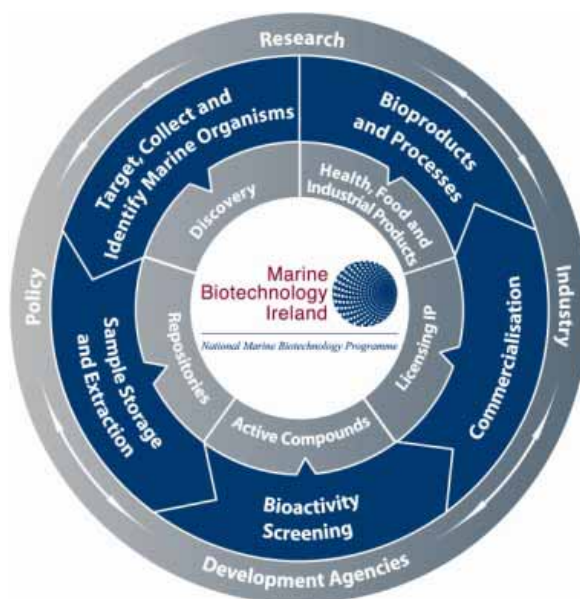 Research
Target, Collect and
Identify Marine Organisms
Bioproducts
and Processes
Discovery
Health, Food and
Industrial Products
Policy
Industry
Marine
Biotechnology
Ireland
National Marine Biotechnology Programme
Sample Storage
and Extraction
Repositories
Licensing IP
Commercialisation
Active Compounds
Bioactivity
Screening
Development Agencies